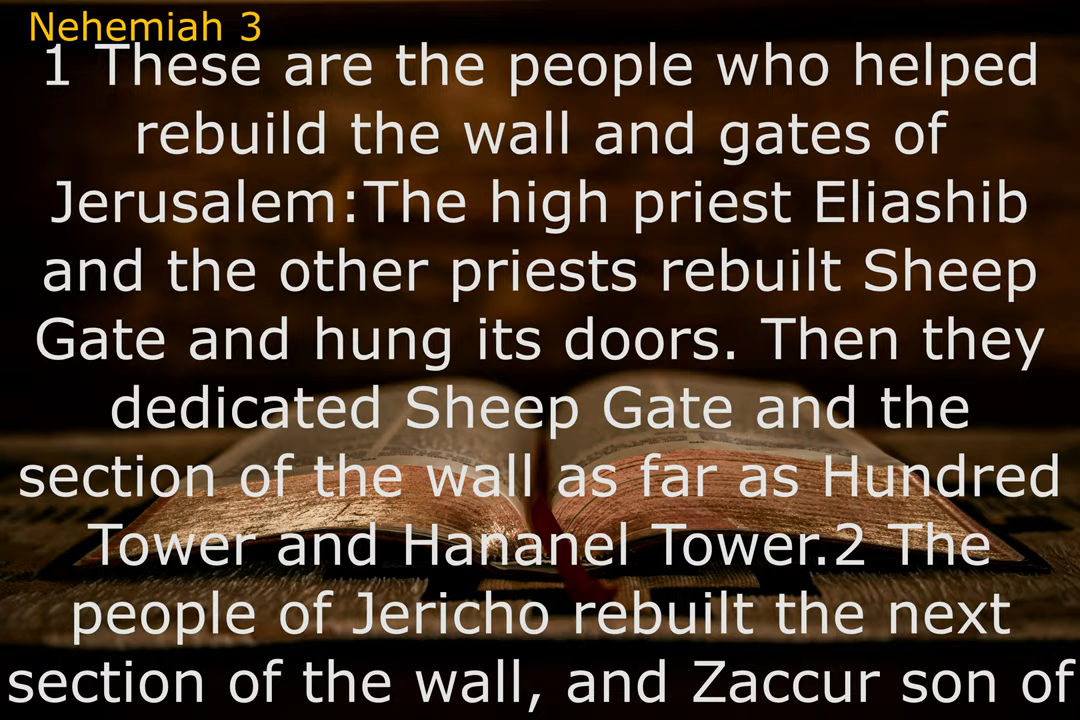 Nehemiah 3
1 These are the people who helped
rebuild the wall and gates of
Jerusalem:The high priest Eliashib
and the other priests rebuilt Sheep
Gate and hung its doors. Then they
dedicated Sheep Gate and the
section of the wall as far as Hundred
Tower and Hananel Tower.2 The
people of Jericho rebuilt the next
section of the wall, and Zaccur son of